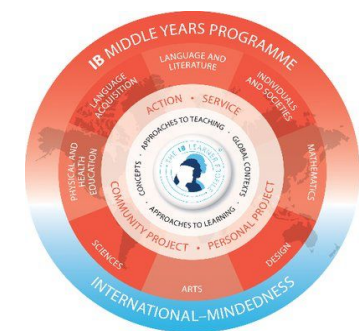 IB MIDDLE YEARS PROGRAMME
LANGUAGE AND
LITERATURE
LANGUAGE
ACQUISITION
INDIVIDUALS
AND SOCIETIES
PHYSICAL AND
HEALTH
EDUCATION
MATHEMATICS
SCIENCES
DESIGN
ARTS
ACTION • SERVICE
COMMUNITY PROJECT • PERSONAL PROJECT
APPROACHES TO TEACHING
GLOBAL CONTEXTS
APPROACHES TO LEARNING
CONCEPTS
THE IB LEARNER PROFILE
INTERNATIONAL–MINDEDNESS